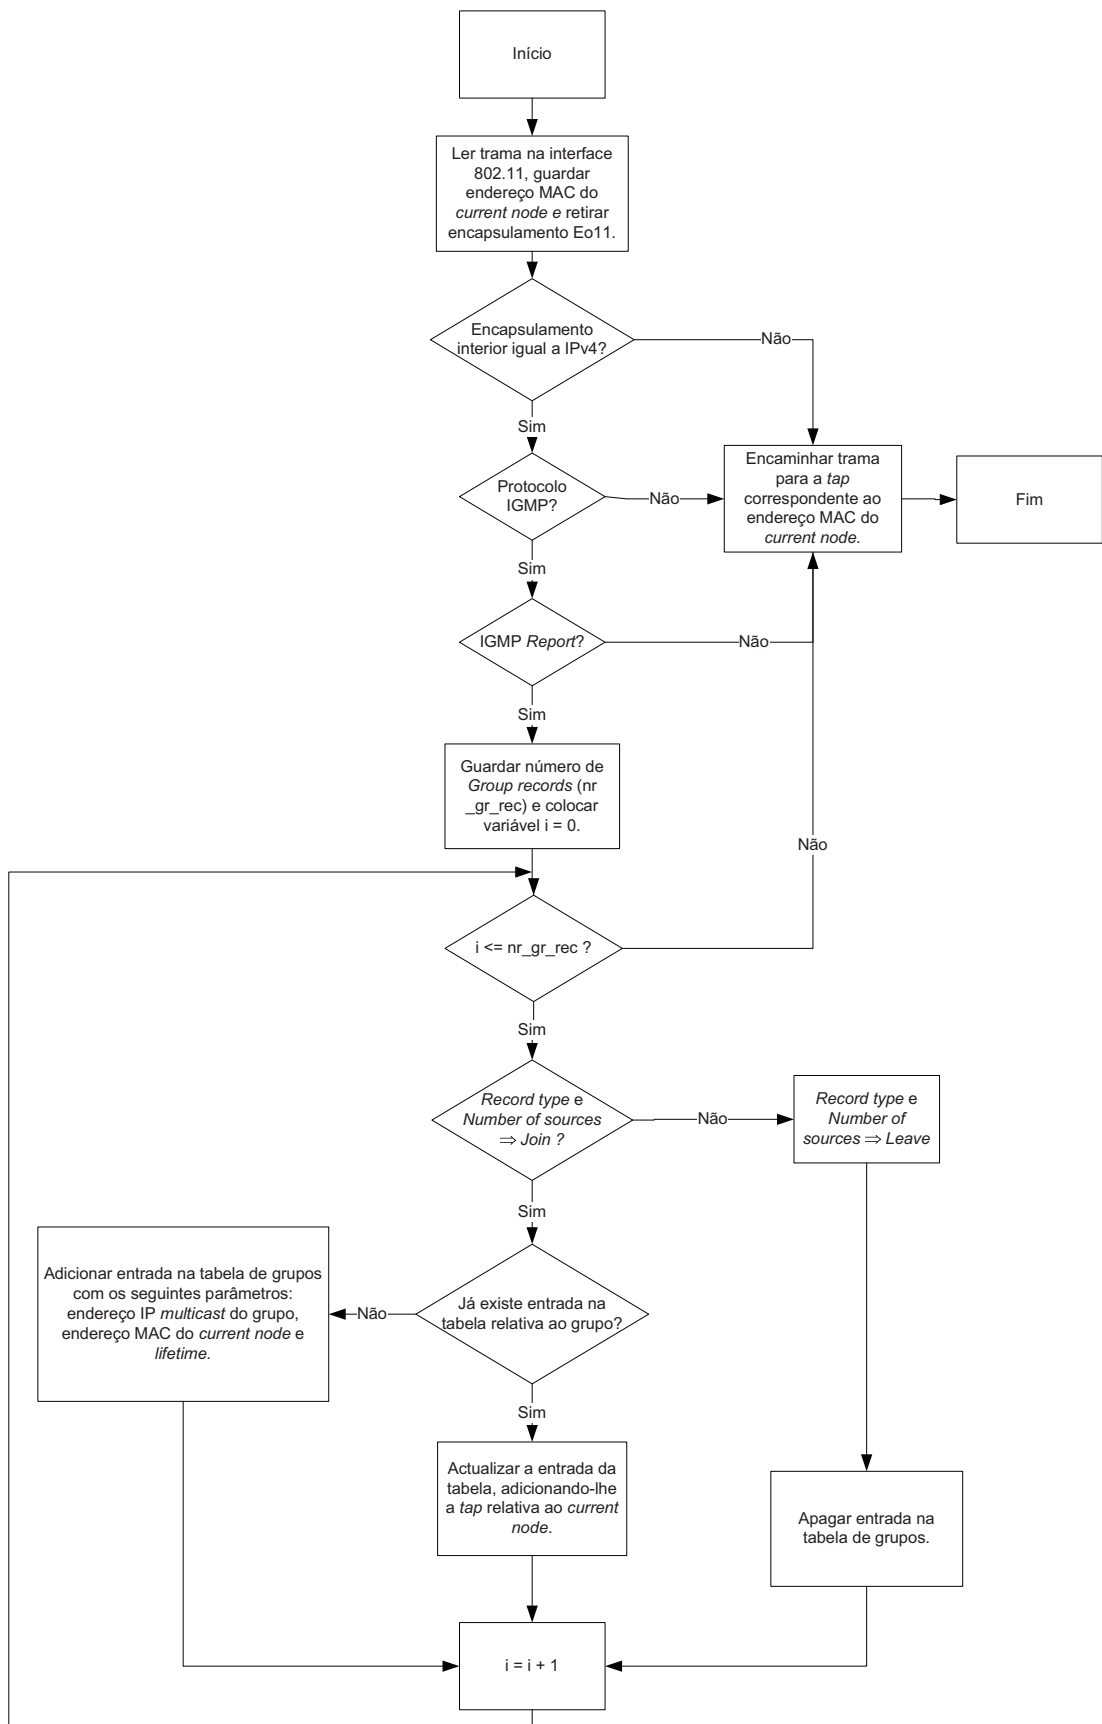 Início
Ler trama na interface
802.11, guardar
endereço MAC do
current node e retirar
encapsulamento Eo11.
Encapsulamento
interior igual a IPv4?
Não
Sim
Protocolo
IGMP?
Não
Encaminhar trama
para a tap
correspondente ao
endereço MAC do
current node.
Fim
Sim
IGMP Report?
Não
Sim
Guardar número de
Group records (nr
_gr_rec) e colocar
variável i = 0.
Não
i <= nr_gr_rec ?
Sim
Record type e
Number of sources
⇒ Join ?
Não
Record type e
Number of
sources ⇒ Leave
Sim
Adicionar entrada na tabela de grupos
com os seguintes parâmetros:
endereço IP multicast do grupo,
endereço MAC do current node e
lifetime.
Não
Já existe entrada na
tabela relativa ao grupo?
Sim
Actualizar a entrada da
tabela, adicionando-lhe
a tap relativa ao current
node.
Apagar entrada na
tabela de grupos.
i = i + 1